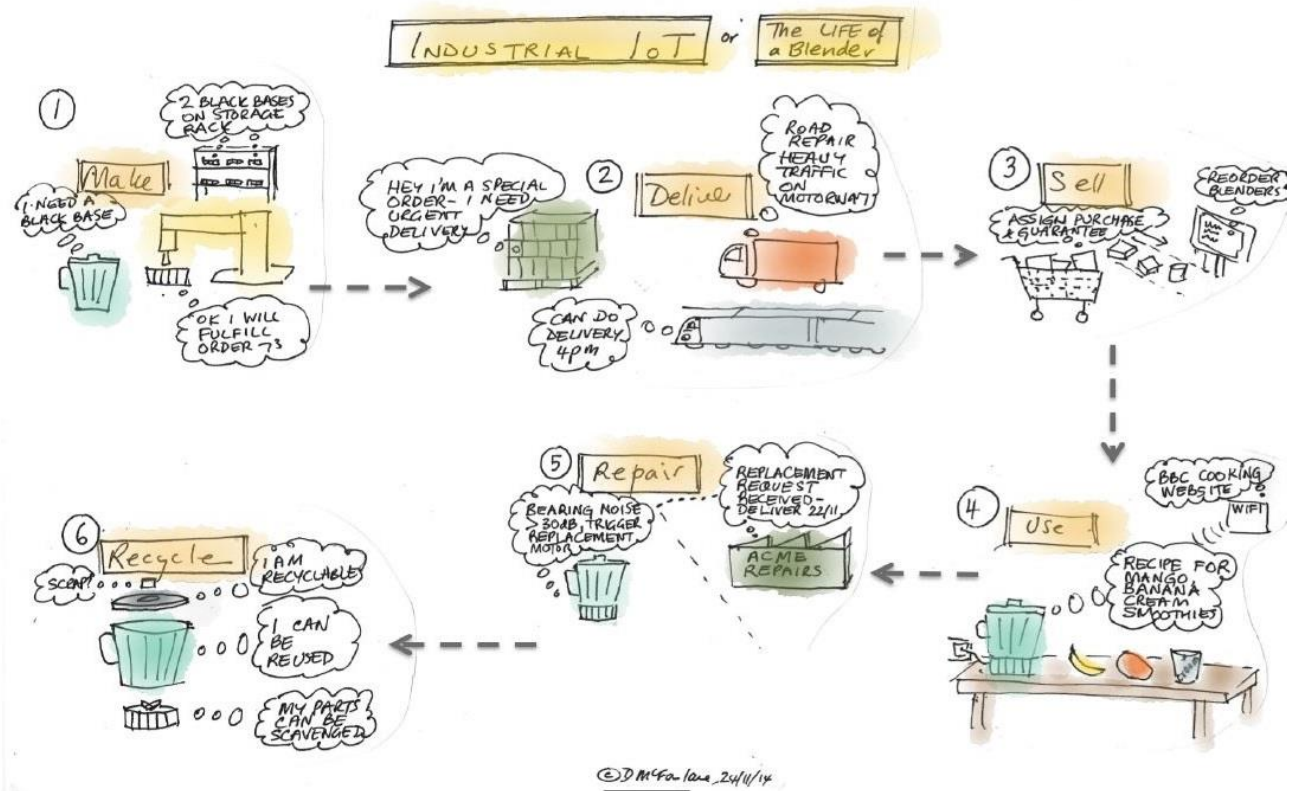 INDUSTRIAL IoT
or
The LIFE of
a Blender
1
Make
2 BLACK BASES
ON STORAGE
RACK
I NEED A
BLACK BASE
OK I WILL
FULFILL
ORDER 73
2
Deliver
HEY I'M A SPECIAL
ORDER- I NEED
URGENT
DELIVERY
ROAD
REPAIR
HEAVY
TRAFFIC
ON
MOTORWAY
CAN DO
DELIVERY
4PM
3
Sell
ASSIGN PURCHASE
& GUARANTEE
REORDER
BLENDERS
4
Use
BBC COOKING
WEBSITE
WIFI
RECIPE FOR
MANGO
BANANA
CREAM
SMOOTHIES
5
Repair
BEARING NOISE
>30dB, TRIGGER
REPLACEMENT
MOTOR
REPLACEMENT
REQUEST
RECEIVED-
DELIVER 22/11
ACME
REPAIRS
6
Recycle
SCRAP?
I AM
RECYCLABLE
I CAN
BE
REUSED
MY PARTS
CAN BE
SCAVENGED
© D McFarlane 24/11/14